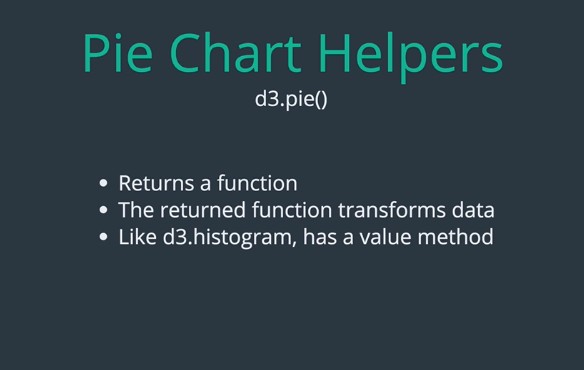 Pie Chart Helpers
d3.pie()
• Returns a function
• The returned function transforms data
• Like d3.histogram, has a value method